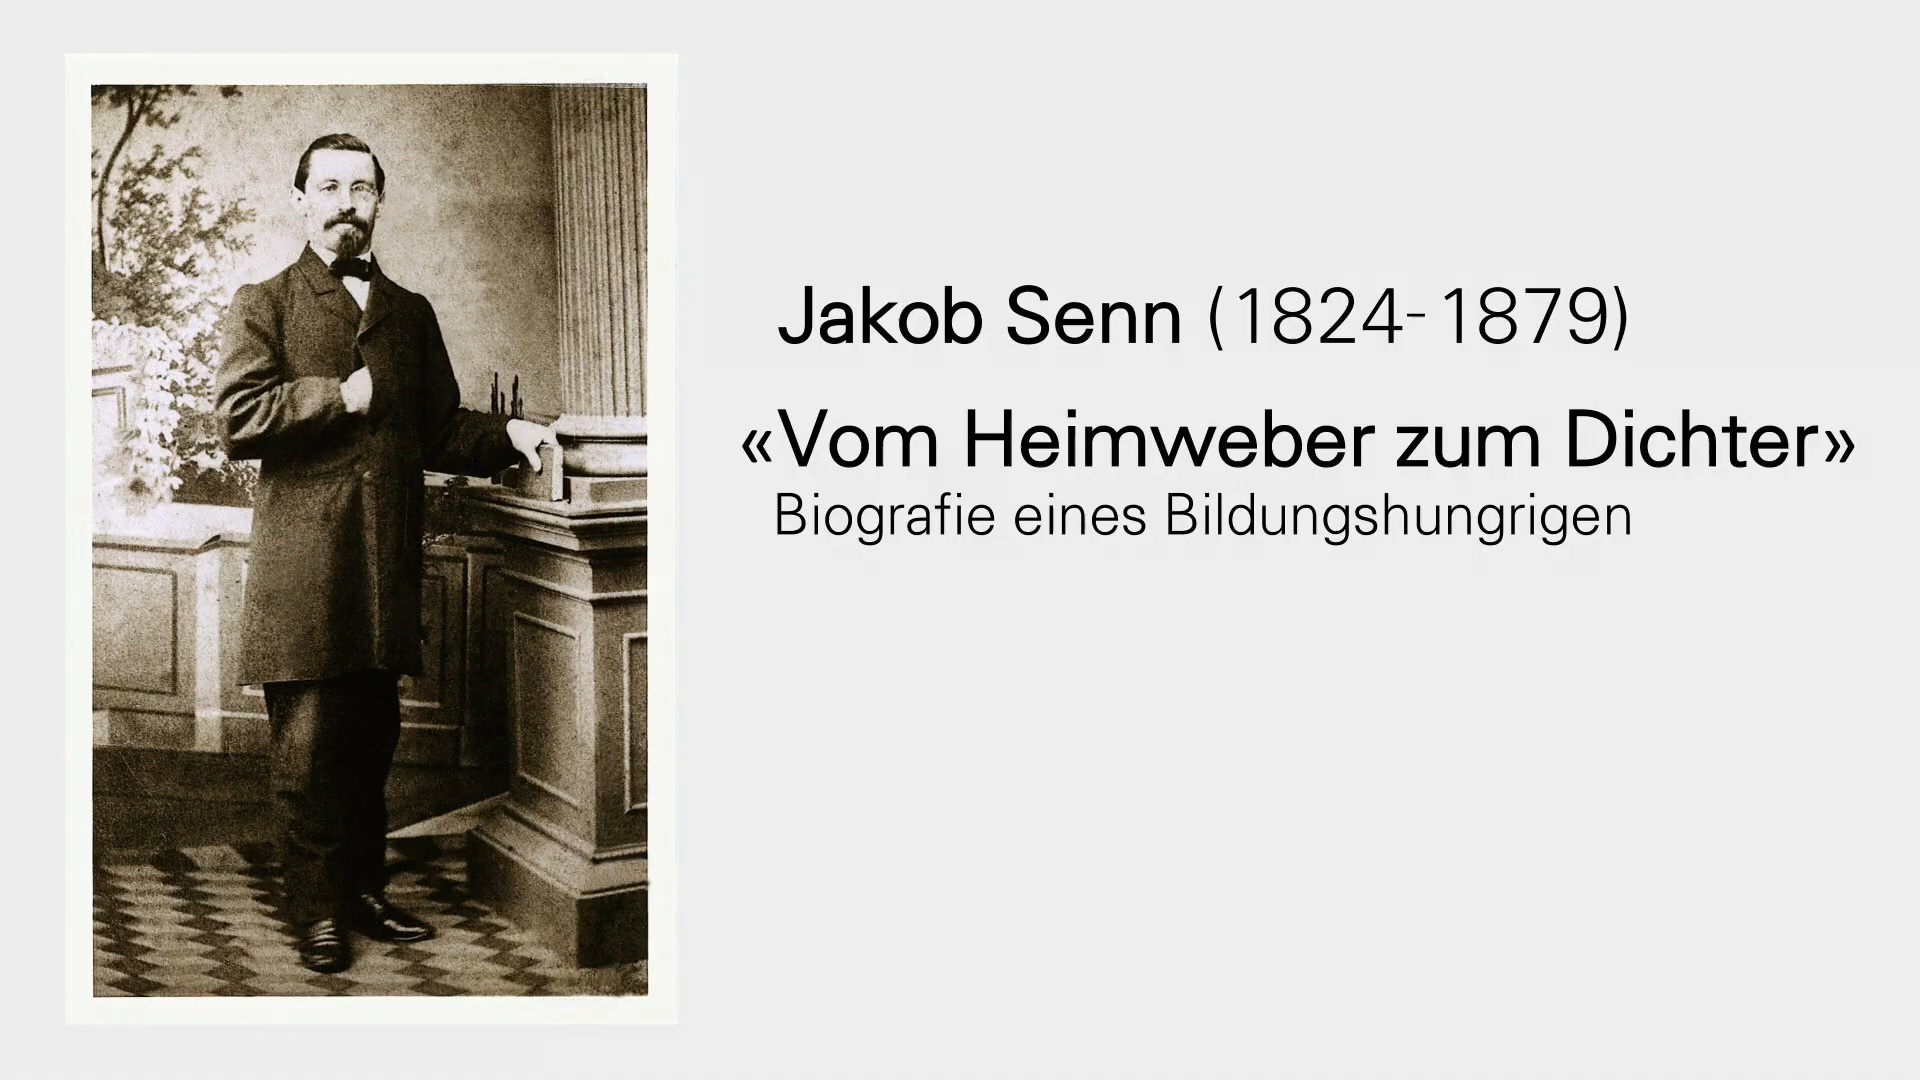 Jakob Senn (1824-1879)
«Vom Heimweber zum Dichter»
Biografie eines Bildungshungrigen